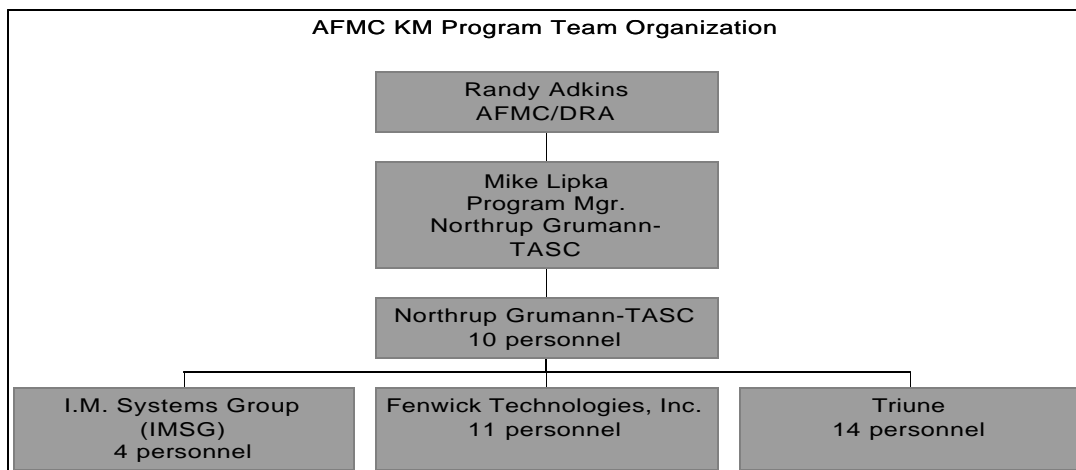 AFMC KM Program Team Organization
Randy Adkins
AFMC/DRA
Mike Lipka
Program Mgr.
Northrup Grumann-
TASC
Northrup Grumann-TASC
10 personnel
I.M. Systems Group
(IMSG)
4 personnel
Fenwick Technologies, Inc.
11 personnel
Triune
14 personnel